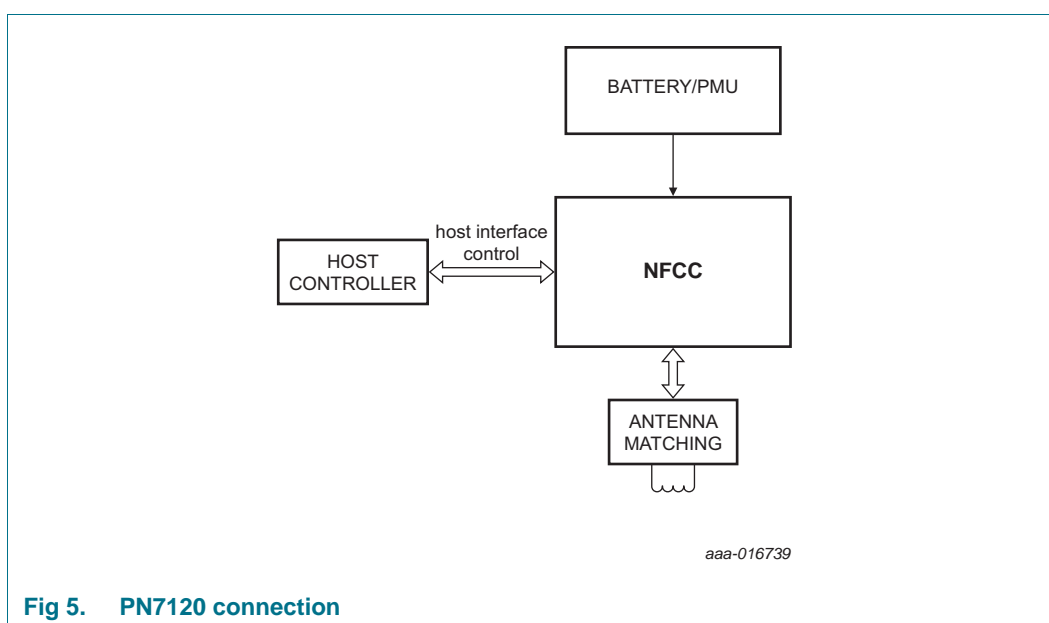 BATTERY/PMU
host interface
control
HOST
CONTROLLER
NFCC
ANTENNA
MATCHING
aaa-016739
Fig 5. PN7120 connection